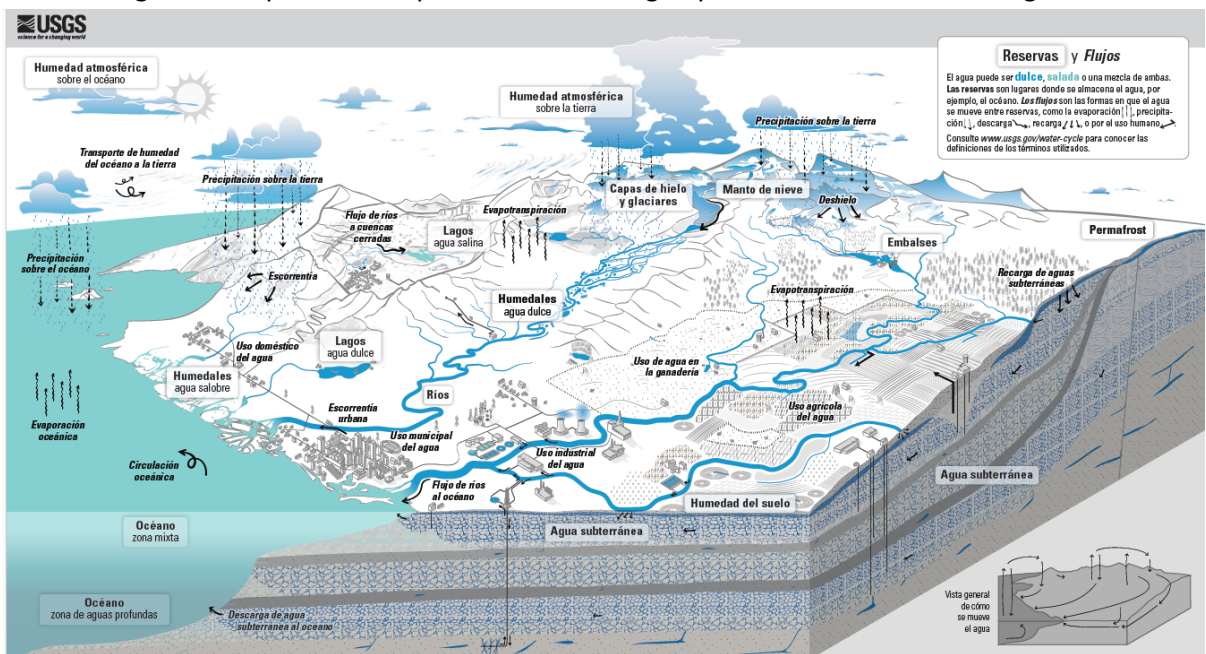 USGS
science for a changing world
Humedad atmosférica
sobre el océano
Humedad atmosférica
sobre la tierra
Precipitación sobre la tierra
Reservas y Flujos
El agua puede ser dulce, salada o una mezcla de ambas.
Las reservas son lugares donde se almacena el agua, por
ejemplo, el océano. Los flujos son las formas en que el agua
se mueve entre reservas, como la evaporación, precipita-
ción, descarga, recarga, o por el uso humano.
Consulte www.usgs.gov/water-cycle para conocer las
definiciones de los términos utilizados.
Transporte de humedad
del océano a la tierra
Precipitación sobre la tierra
Capas de hielo
y glaciares
Manto de nieve
Deshielo
Flujo de ríos
a cuencas
cerradas
Lagos
agua salina
Evapotranspiración
Embalses
Permafrost
Precipitación
sobre el océano
Escorrentía
Recarga de aguas
subterráneas
Evapotranspiración
Humedales
agua dulce
Uso doméstico
del agua
Lagos
agua dulce
Uso de agua en
la ganadería
Humedales
agua salobre
Ríos
Evaporación
oceánica
Escorrentía
urbana
Uso municipal
del agua
Uso agrícola
del agua
Uso industrial
del agua
Circulación
oceánica
Flujo de ríos
al océano
Humedad del suelo
Agua subterránea
Océano
zona mixta
Agua subterránea
Océano
zona de aguas profundas
Descarga de agua
subterránea al océano
Vista general
de cómo
se mueve
el agua